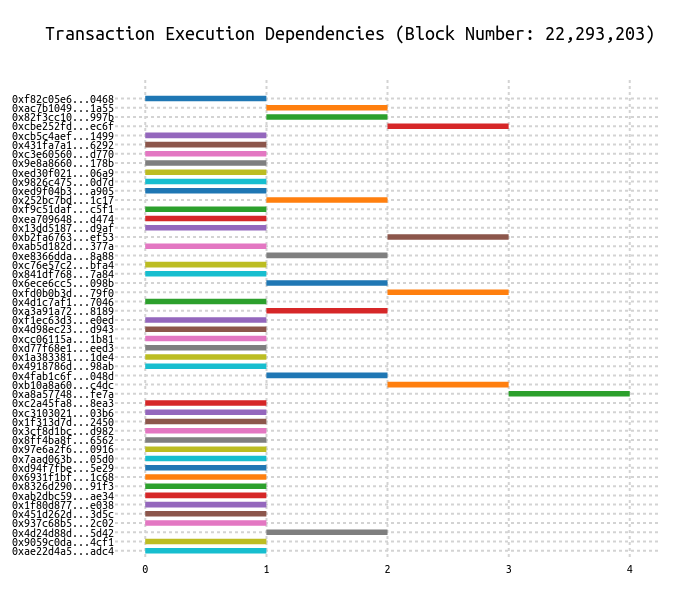 Transaction Execution Dependencies (Block Number: 22,293,203)
0xf82c05e6...0468
0xac7b1049...1a55
0x82f3cc10...997b
0xcbe252fd...ec6f
0xcb5c4aef...1499
0x431fa7a1...6292
0xc3e60560...d770
0x9e8a8660...178b
0xed30f021...06a9
0x9826c475...0d7d
0xed9f04b3...a905
0x252bc7bd...1c17
0xf9c51daf...c5f1
0xea709648...d474
0x13dd5187...d9af
0xb2fa6763...ef53
0xab5d182d...377a
0xe8366dda...8a88
0xc76e57c2...bfa4
0x841df768...7a84
0x6ece6cc5...098b
0xfd0b0b3d...79f0
0x4d1c7af1...7046
0xa3a91a72...8189
0xf1ec63d3...e0ed
0x4d98ec23...d943
0xcc06115a...1b81
0xd77f68e1...eed3
0x1a383381...1de4
0x4918786d...98ab
0x4fab1c6f...048d
0xb10a8a60...c4dc
0xa8a57748...fe7a
0xc2a45fa8...8ea3
0xc3103021...03b6
0x1f313d7d...2450
0x3cf8d1bc...d982
0x8ff4ba8f...6562
0x97e6a2f6...0916
0x7aad063b...05d0
0xd94f7fbe...5e29
0x6931f1bf...1c68
0x8326d290...91f3
0xab2dbc59...ae34
0x1f80d877...e038
0x451d262d...3d5c
0x937c68b5...2c02
0x4d24d88d...5d42
0x9059c0da...4cf1
0xae22d4a5...adc4
0 1 2 3 4